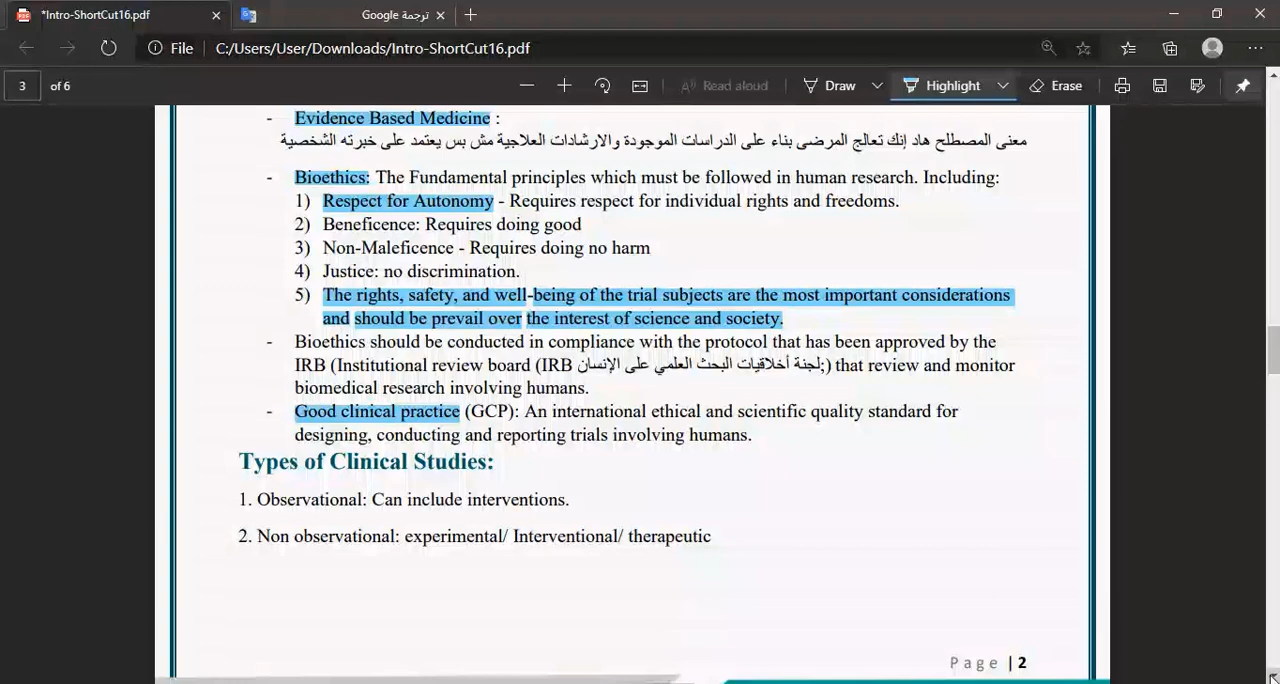 *Intro-ShortCut16.pdf
ترجمة Google
File C:/Users/User/Downloads/Intro-ShortCut16.pdf
3 of 6 Read aloud Draw Highlight Erase
- Evidence Based Medicine :
معنى المصطلح هاد إنك تعالج المرضى بناء على الدراسات الموجودة والارشادات العلاجية مش بس يعتمد على خبرته الشخصية
- Bioethics: The Fundamental principles which must be followed in human research. Including:
1) Respect for Autonomy - Requires respect for individual rights and freedoms.
2) Beneficence: Requires doing good
3) Non-Maleficence - Requires doing no harm
4) Justice: no discrimination.
5) The rights, safety, and well-being of the trial subjects are the most important considerations
and should be prevail over the interest of science and society.
- Bioethics should be conducted in compliance with the protocol that has been approved by the
IRB (Institutional review board (IRB لجنة أخلاقيات البحث العلمي على الإنسان;) that review and monitor
biomedical research involving humans.
- Good clinical practice (GCP): An international ethical and scientific quality standard for
designing, conducting and reporting trials involving humans.
Types of Clinical Studies:
1. Observational: Can include interventions.
2. Non observational: experimental/ Interventional/ therapeutic
Page | 2